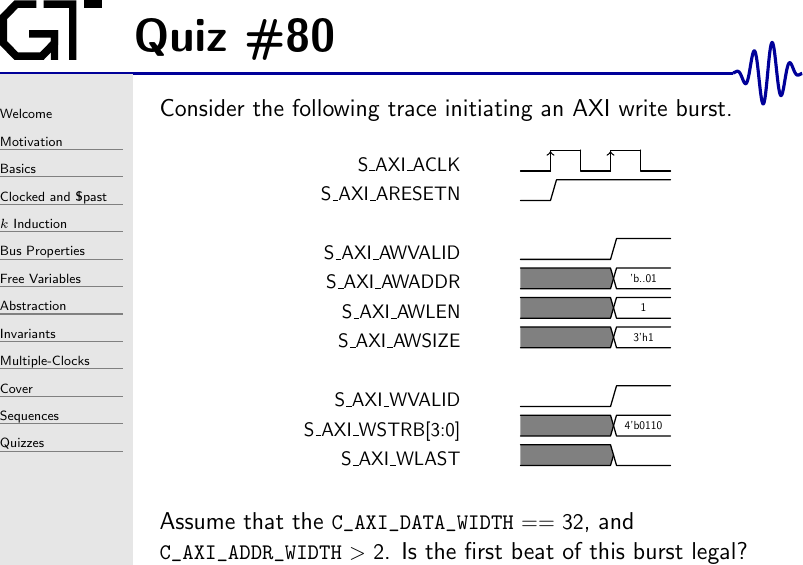 GT
Quiz #80
Welcome
Motivation
Basics
Clocked and $past
k Induction
Bus Properties
Free Variables
Abstraction
Invariants
Multiple-Clocks
Cover
Sequences
Quizzes
Consider the following trace initiating an AXI write burst.
S_AXI_ACLK
S_AXI_ARESETN
S_AXI_AWVALID
S_AXI_AWADDR 'b..01
S_AXI_AWLEN 1
S_AXI_AWSIZE 3'h1
S_AXI_WVALID
S_AXI_WSTRB[3:0] 4'b0110
S_AXI_WLAST
Assume that the C_AXI_DATA_WIDTH == 32, and
C_AXI_ADDR_WIDTH > 2. Is the first beat of this burst legal?